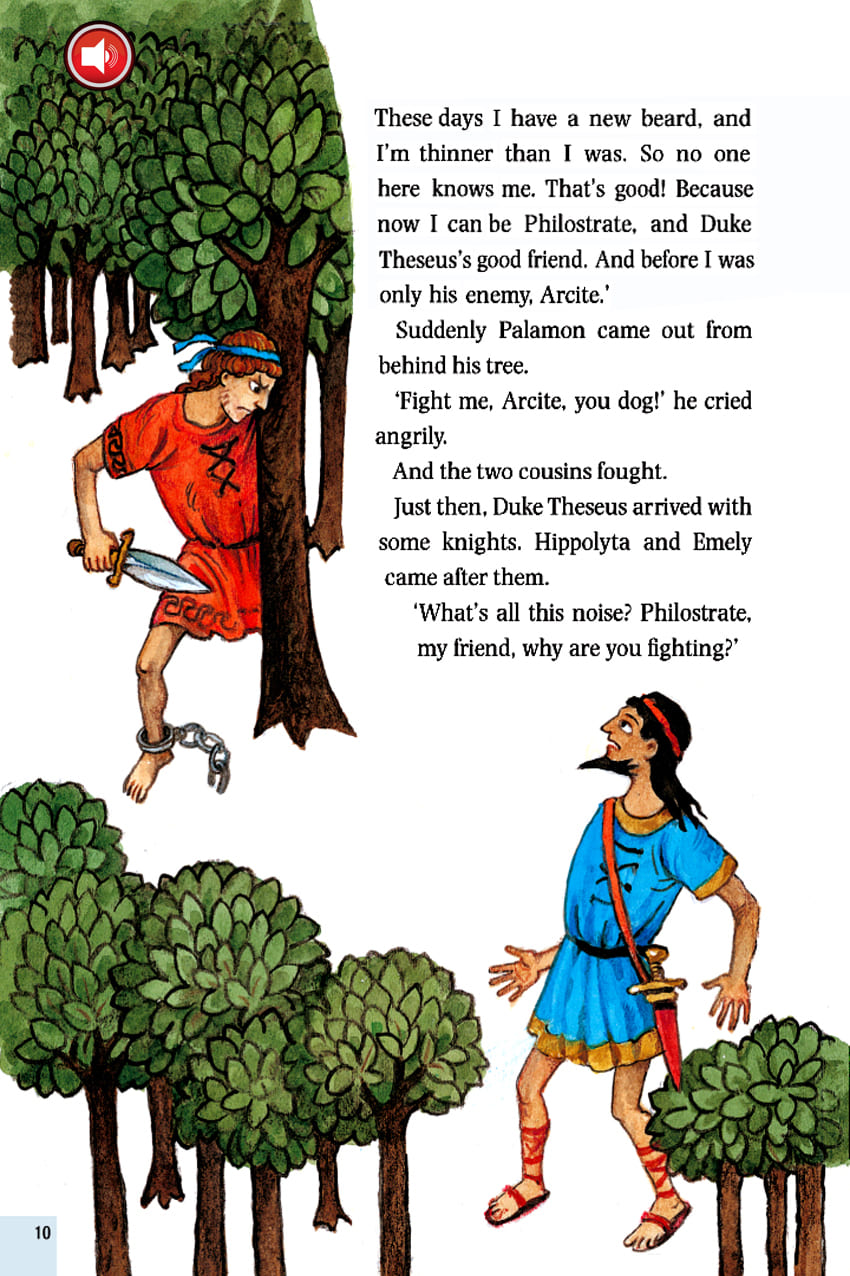 These days I have a new beard, and
I'm thinner than I was. So no one
here knows me. That's good! Because
now I can be Philostrate, and Duke
Theseus's good friend. And before I was
only his enemy, Arcite.'
Suddenly Palamon came out from
behind his tree.
'Fight me, Arcite, you dog!' he cried
angrily.
And the two cousins fought.
Just then, Duke Theseus arrived with
some knights. Hippolyta and Emely
came after them.
'What's all this noise? Philostrate,
my friend, why are you fighting?'
10